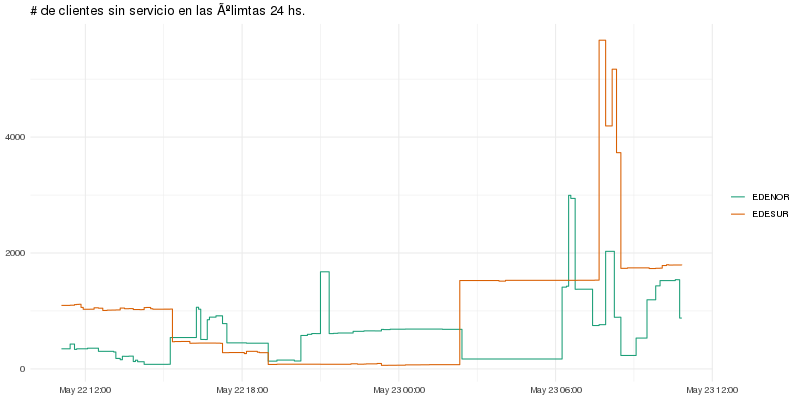 # de clientes sin servicio en las Ãºlimtas 24 hs.
4000
2000
0
May 22 12:00
May 22 18:00
May 23 00:00
May 23 06:00
May 23 12:00
EDENOR
EDESUR